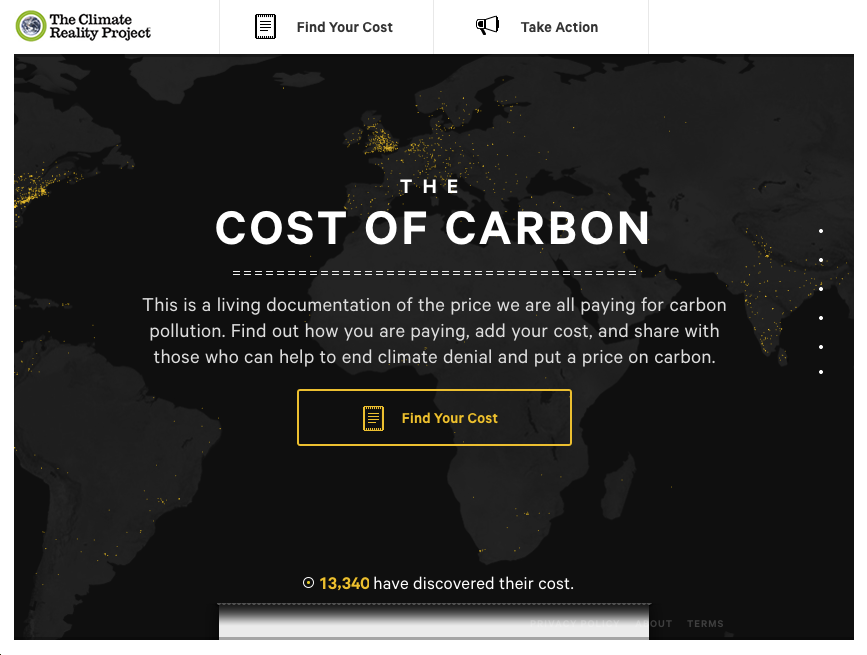 The Climate
Reality Project
Find Your Cost
Take Action
THE
COST OF CARBON
This is a living documentation of the price we are all paying for carbon
pollution. Find out how you are paying, add your cost, and share with
those who can help to end climate denial and put a price on carbon.
Find Your Cost
13,340 have discovered their cost.
PRIVACY POLICY ABOUT TERMS